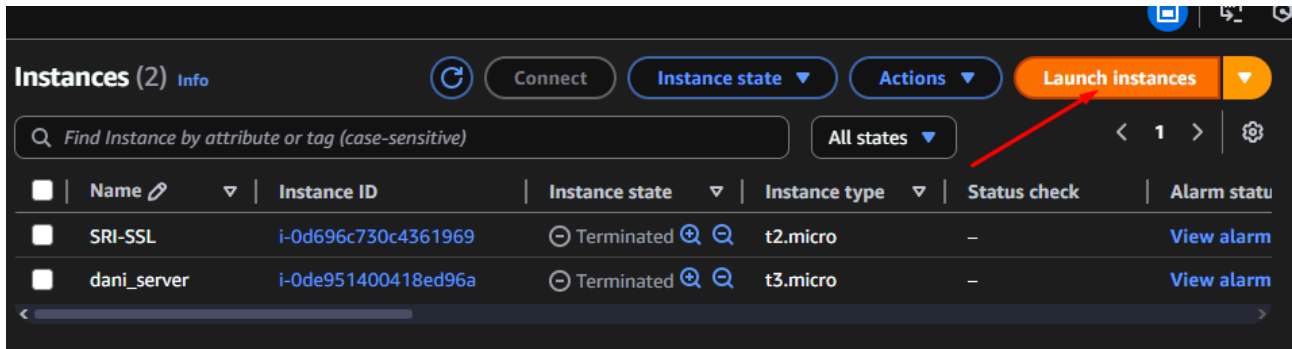 Instances (2) Info Connect Instance state Actions Launch instances
Find Instance by attribute or tag (case-sensitive) All states 1
Name Instance ID Instance state Instance type Status check Alarm statu
SRI-SSL i-0d696c730c4361969 Terminated t2.micro – View alarm
dani_server i-0de951400418ed96a Terminated t3.micro – View alarm